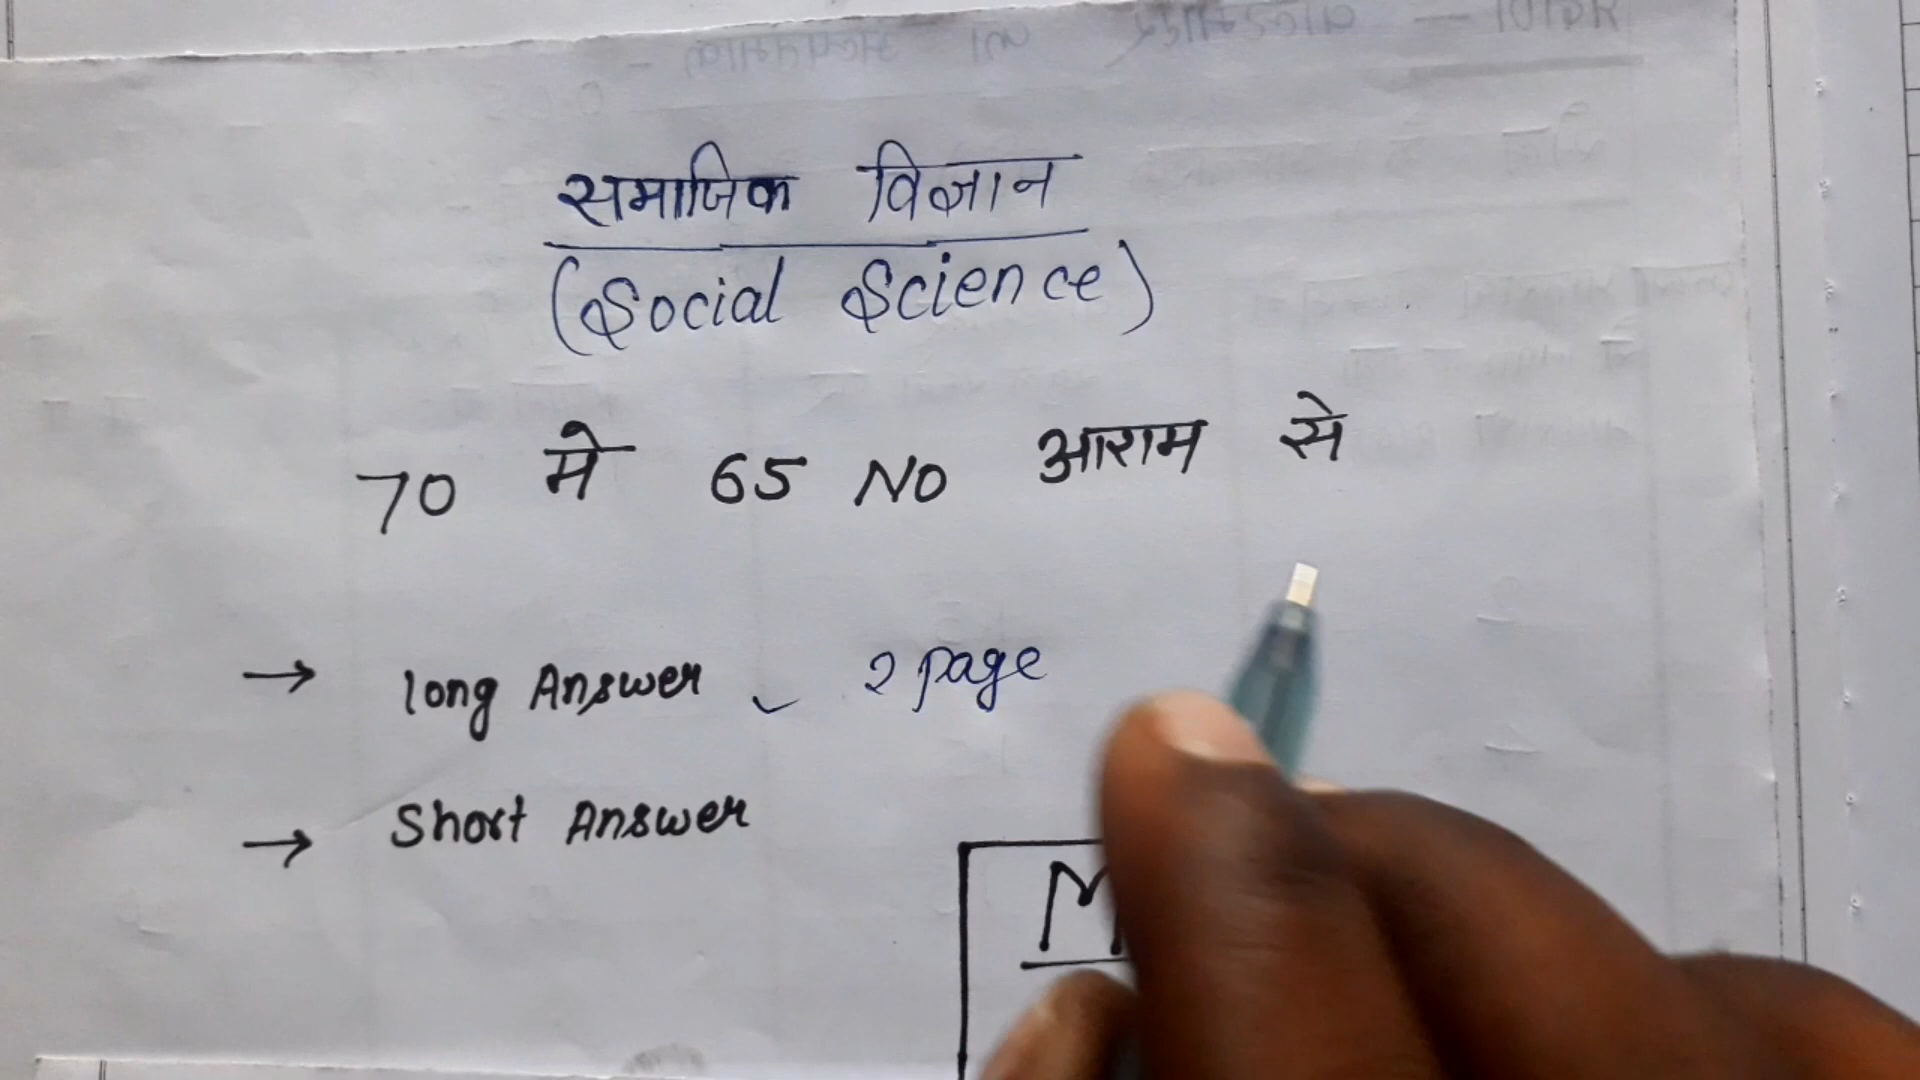 समाजिक विज्ञान
(Social Science)
70 मे 65 NO आराम से
→ long Answer ✓ 2 page
→ Short Answer
M